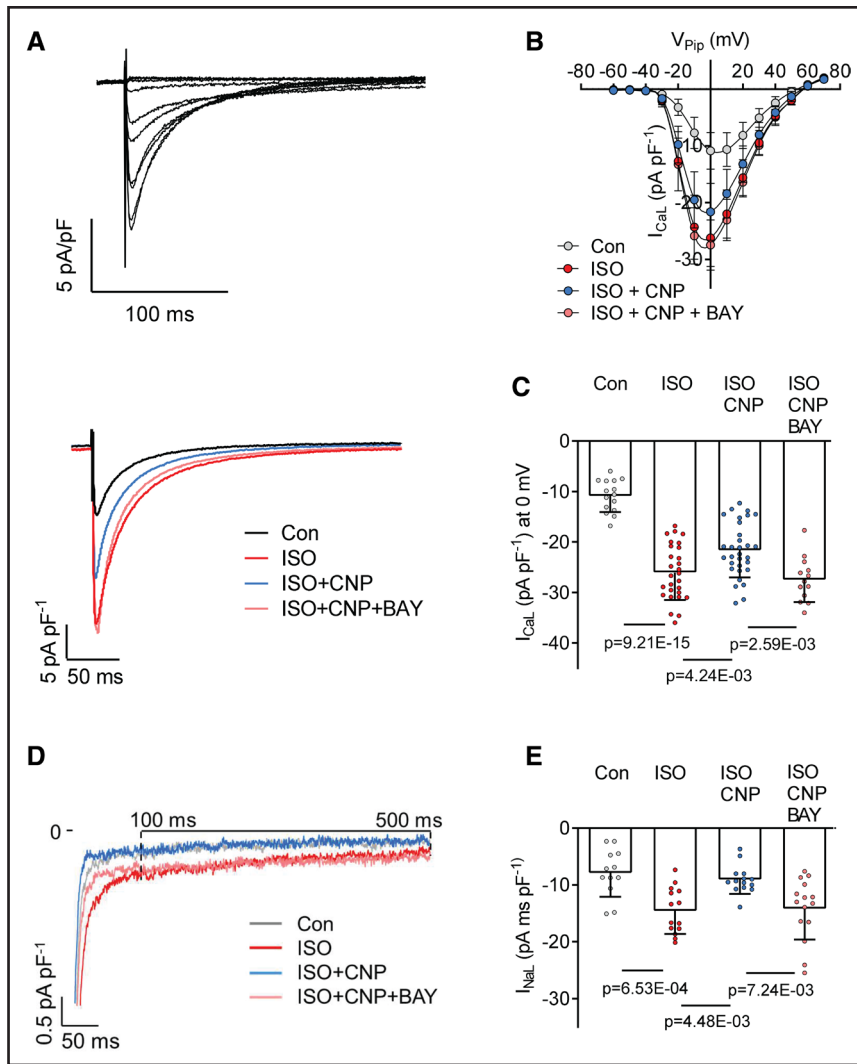 A
5 pA/pF
100 ms
B
V_Pip (mV)
-80 -60 -40 -20 20 40 60 80
-10
-20
-30
I_CaL (pA pF⁻¹)
Con
ISO
ISO + CNP
ISO + CNP + BAY
Con
ISO
ISO+CNP
ISO+CNP+BAY
5 pA pF⁻¹
50 ms
C
Con ISO ISO CNP ISO CNP BAY
0
-10
-20
-30
-40
I_CaL (pA pF⁻¹) at 0 mV
p=9.21E-15
p=2.59E-03
p=4.24E-03
D
0
100 ms
500 ms
Con
ISO
ISO+CNP
ISO+CNP+BAY
0.5 pA pF⁻¹
50 ms
E
Con ISO ISO CNP ISO CNP BAY
0
-10
-20
-30
I_NaL (pA ms pF⁻¹)
p=6.53E-04
p=7.24E-03
p=4.48E-03